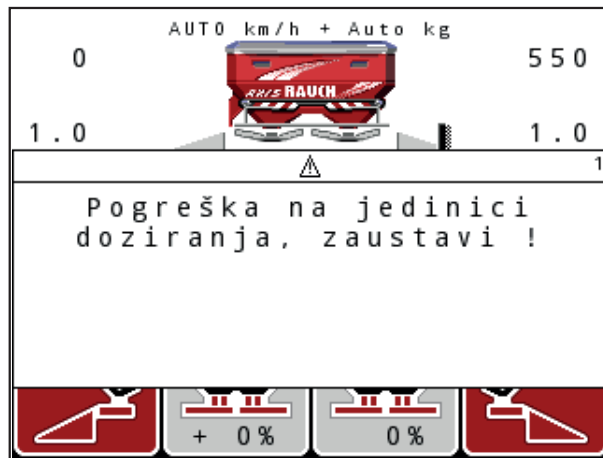 AUTO km/h + Auto kg
0
550
AXIS RAUCH
1.0
1.0
1
Pogreška na jedinici
doziranja, zaustavi !
+ 0%
0%